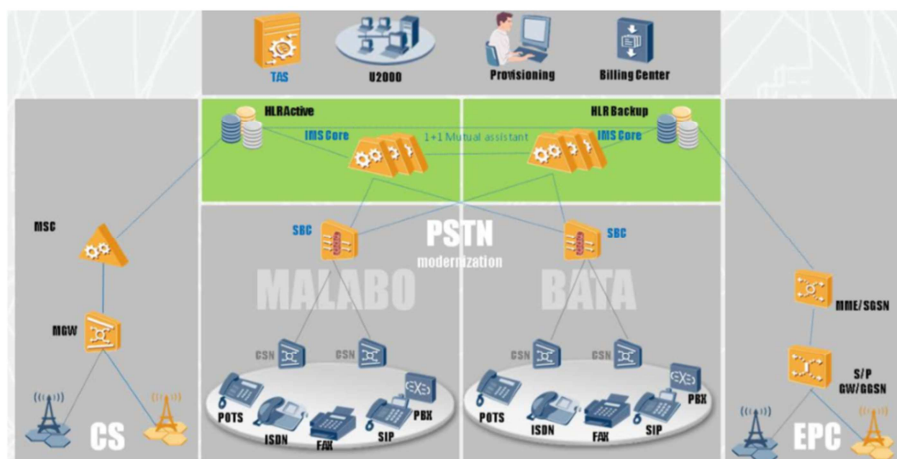 TAS
U2000
Provisioning
Billing Center
HLR Active
HLR Backup
IMS Core
1+1 Mutual assistant
IMS Core
MSC
SBC
PSTN
SBC
modernization
MALABO
BATA
MME/SGSN
MGW
GSN
GSN
GSN
GSN
S/P
GW/GGSN
POTS
ISDN
FAX
SIP
PBX
POTS
ISDN
FAX
SIP
PBX
CS
EPC